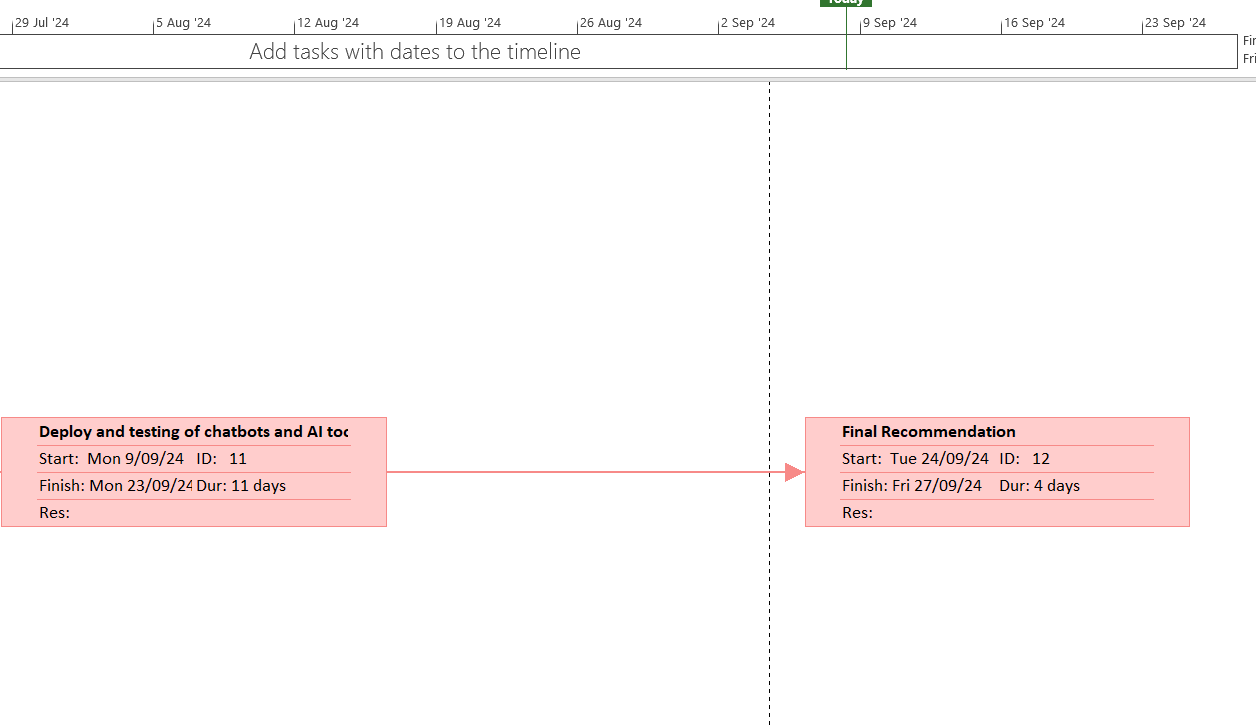 Today
29 Jul '24 5 Aug '24 12 Aug '24 19 Aug '24 26 Aug '24 2 Sep '24 9 Sep '24 16 Sep '24 23 Sep '24
Add tasks with dates to the timeline
Deploy and testing of chatbots and AI
Start: Mon 9/09/24 ID: 11
Finish: Mon 23/09/24 Dur: 11 days
Res:
Final Recommendation
Start: Tue 24/09/24 ID: 12
Finish: Fri 27/09/24 Dur: 4 days
Res: